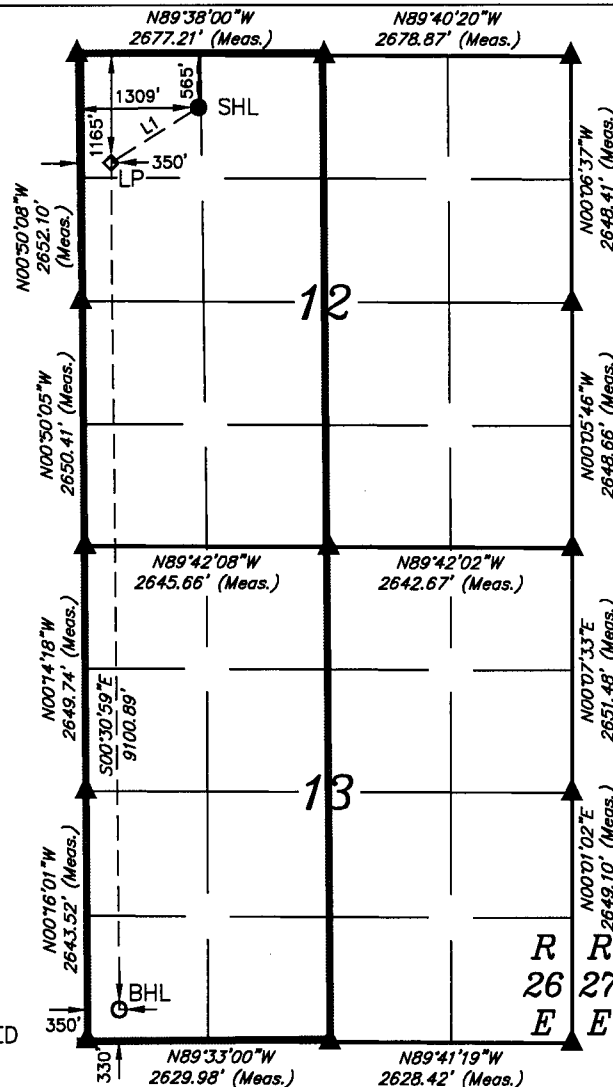 N89°38'00"W
2677.21' (Meas.)
N89°40'20"W
2678.87' (Meas.)
565'
1309'
SHL
L1
1165'
350'
LP
N00°50'08"W
2652.10'
(Meas.)
N00°06'37"W
2648.41' (Meas.)
12
N00°50'05"W
2650.41' (Meas.)
N00°05'46"W
2648.66' (Meas.)
N89°42'08"W
2645.66' (Meas.)
N89°42'02"W
2642.67' (Meas.)
N00°14'18"W
2649.74' (Meas.)
S00°30'59"E
9100.89'
N00°07'33"E
2651.48' (Meas.)
13
N00°16'01"W
2643.52' (Meas.)
N00°01'02"E
2649.10' (Meas.)
R R
26 27
E E
BHL
350'
330'
N89°33'00"W
2629.98' (Meas.)
N89°41'19"W
2628.42' (Meas.)